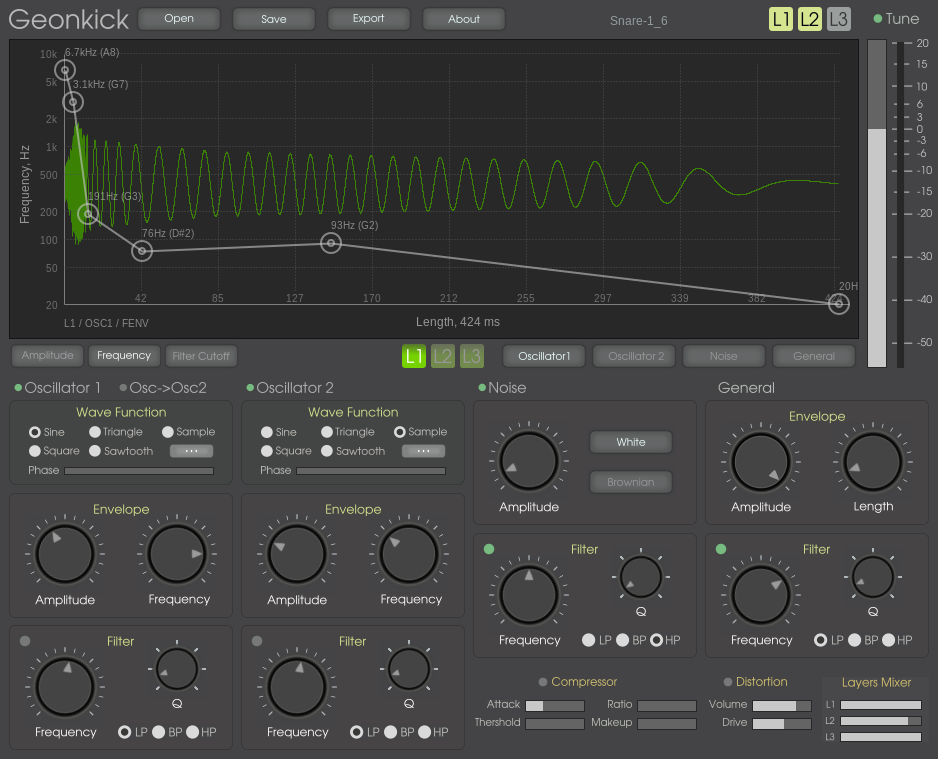 Geonkick Open Save Export About Snare-1_6 L1 L2 L3 Tune
10k 6.7kHz (A8)
5k 3.1kHz (G7)
2k
1k
500
200 191Hz (G3)
100 76Hz (D#2) 93Hz (G2)
50
20 42 85 127 170 212 255 297 339 382
20H
Frequency, Hz
L1 / OSC1 / FENV Length, 424 ms
20
15
10
6
3
0
-3
-6
-10
-15
-20
-30
-40
-50
Amplitude Frequency Filter Cutoff L1 L2 L3 Oscillator1 Oscillator 2 Noise General
Oscillator 1 Osc->Osc2
Wave Function
Sine Triangle Sample
Square Sawtooth ...
Phase
Envelope
Amplitude Frequency
Filter
Q
Frequency LP BP HP
Oscillator 2
Wave Function
Sine Triangle Sample
Square Sawtooth ...
Phase
Envelope
Amplitude Frequency
Filter
Q
Frequency LP BP HP
Noise
White
Brownian
Amplitude
Filter
Q
Frequency LP BP HP
General
Envelope
Amplitude Length
Filter
Q
Frequency LP BP HP
Compressor
Attack Ratio
Thershold Makeup
Distortion
Volume
Drive
Layers Mixer
L1
L2
L3